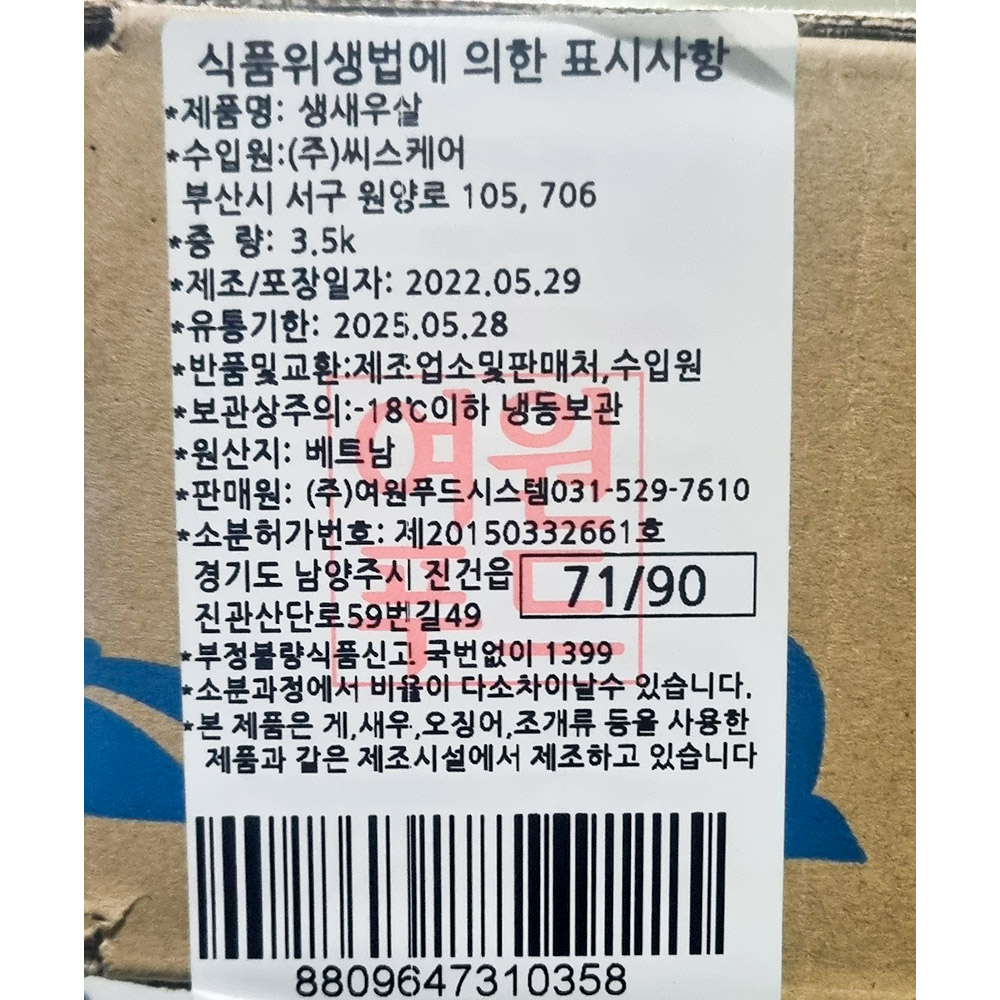 식품위생법에 의한 표시사항
*제품명: 생새우살
*수입원:(주)씨스케어
부산시 서구 원양로 105, 706
*중 량: 3.5k
*제조/포장일자: 2022.05.29
*유통기한: 2025.05.28
*반품및교환:제조업소및판매처,수입원
*보관상주의:-18℃이하 냉동보관
*원산지: 베트남
*판매원: (주)여원푸드시스템031-529-7610
*소분허가번호: 제20150332661호
경기도 남양주시 진건읍
진관산단로59번길49
71/90
*부정불량식품신고 국번없이 1399
*소분과정에서 비율이 다소차이날수 있습니다.
*본 제품은 게,새우,오징어,조개류 등을 사용한
제품과 같은 제조시설에서 제조하고 있습니다
여원
푸드
8809647310358